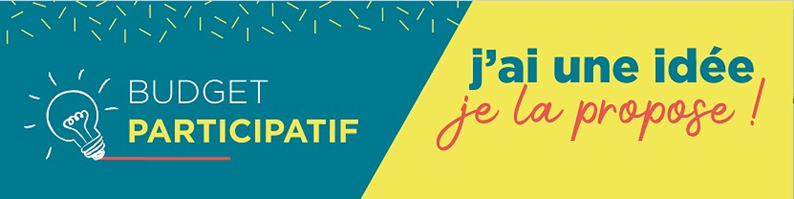 BUDGET
PARTICIPATIF
j'ai une idée
je la propose !